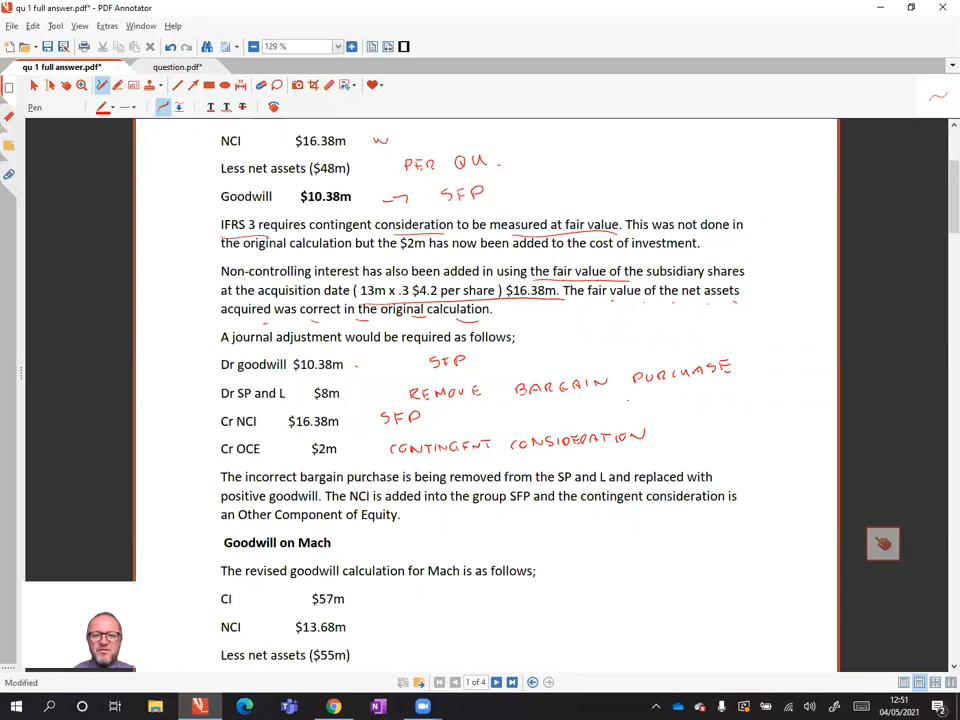 qu 1 full answer.pdf* - PDF Annotator
File Edit Tool View Extras Window Help
129 %
qu 1 full answer.pdf* question.pdf*
Pen
NCI $16.38m W
Less net assets ($48m) PER QU.
Goodwill $10.38m → SFP
IFRS 3 requires contingent consideration to be measured at fair value. This was not done in
the original calculation but the $2m has now been added to the cost of investment.
Non-controlling interest has also been added in using the fair value of the subsidiary shares
at the acquisition date ( 13m x .3 $4.2 per share ) $16.38m. The fair value of the net assets
acquired was correct in the original calculation.
A journal adjustment would be required as follows;
Dr goodwill $10.38m SFP
Dr SP and L $8m REMOVE BARGAIN PURCHASE
Cr NCI $16.38m SFP
Cr OCE $2m CONTINGENT CONSIDERATION
The incorrect bargain purchase is being removed from the SP and L and replaced with
positive goodwill. The NCI is added into the group SFP and the contingent consideration is
an Other Component of Equity.
Goodwill on Mach
The revised goodwill calculation for Mach is as follows;
CI $57m
NCI $13.68m
Less net assets ($55m)
Modified 1 of 4
12:51
04/05/2021